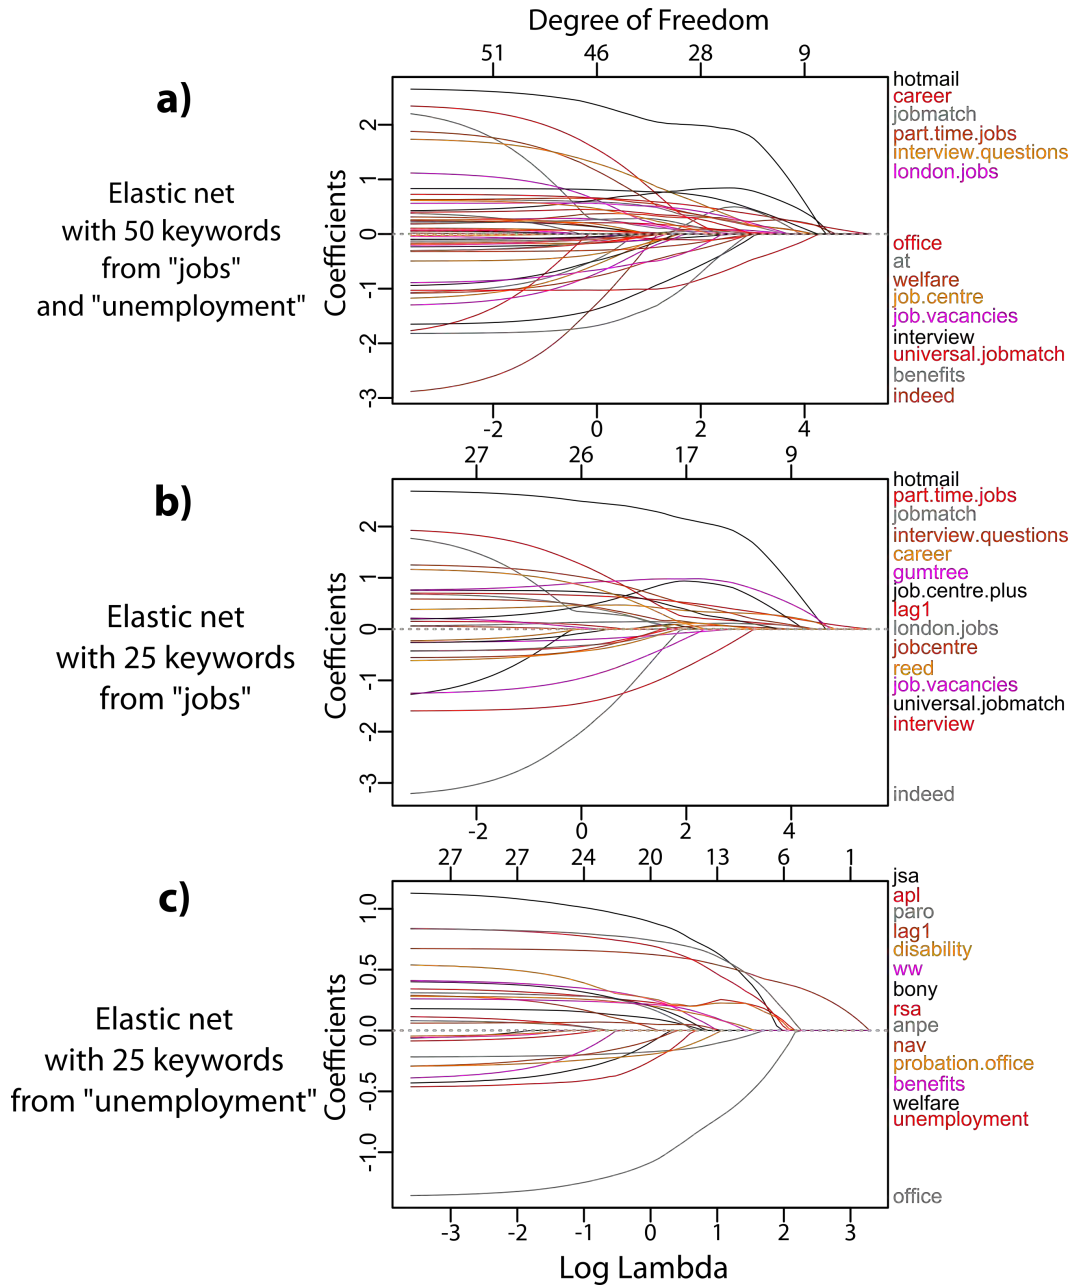 Degree of Freedom
51 46 28 9
a)
Elastic net
with 50 keywords
from "jobs"
and "unemployment"
Coefficients
2
1
0
-1
-2
-3
hotmail
career
jobmatch
part.time.jobs
interview.questions
london.jobs
office
at
welfare
job.centre
job.vacancies
interview
universal.jobmatch
benefits
indeed
-2 0 2 4
27 26 17 9
b)
Elastic net
with 25 keywords
from "jobs"
Coefficients
2
1
0
-1
-2
-3
hotmail
part.time.jobs
jobmatch
interview.questions
career
gumtree
job.centre.plus
lag1
london.jobs
jobcentre
reed
job.vacancies
universal.jobmatch
interview
indeed
-2 0 2 4
27 27 24 20 13 6 1
c)
Elastic net
with 25 keywords
from "unemployment"
Coefficients
1.0
0.5
0.0
-0.5
-1.0
jsa
apl
paro
lag1
disability
ww
bony
rsa
anpe
nav
probation.office
benefits
welfare
unemployment
office
-3 -2 -1 0 1 2 3
Log Lambda